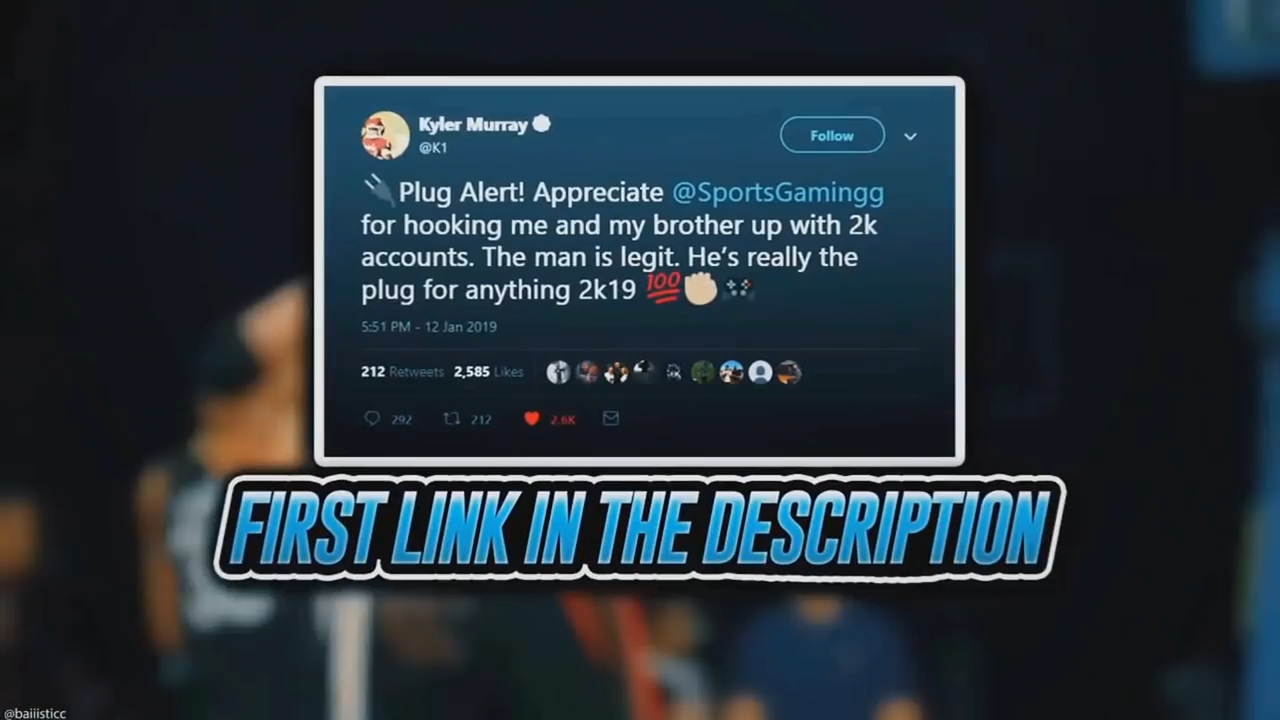 Kyler Murray
@K1
Follow
Plug Alert! Appreciate @SportsGamingg
for hooking me and my brother up with 2k
accounts. The man is legit. He’s really the
plug for anything 2k19 💯✊🏼🎮
5:51 PM - 12 Jan 2019
212 Retweets 2,585 Likes
292 212 2.6K
FIRST LINK IN THE DESCRIPTION
@baiiisticc